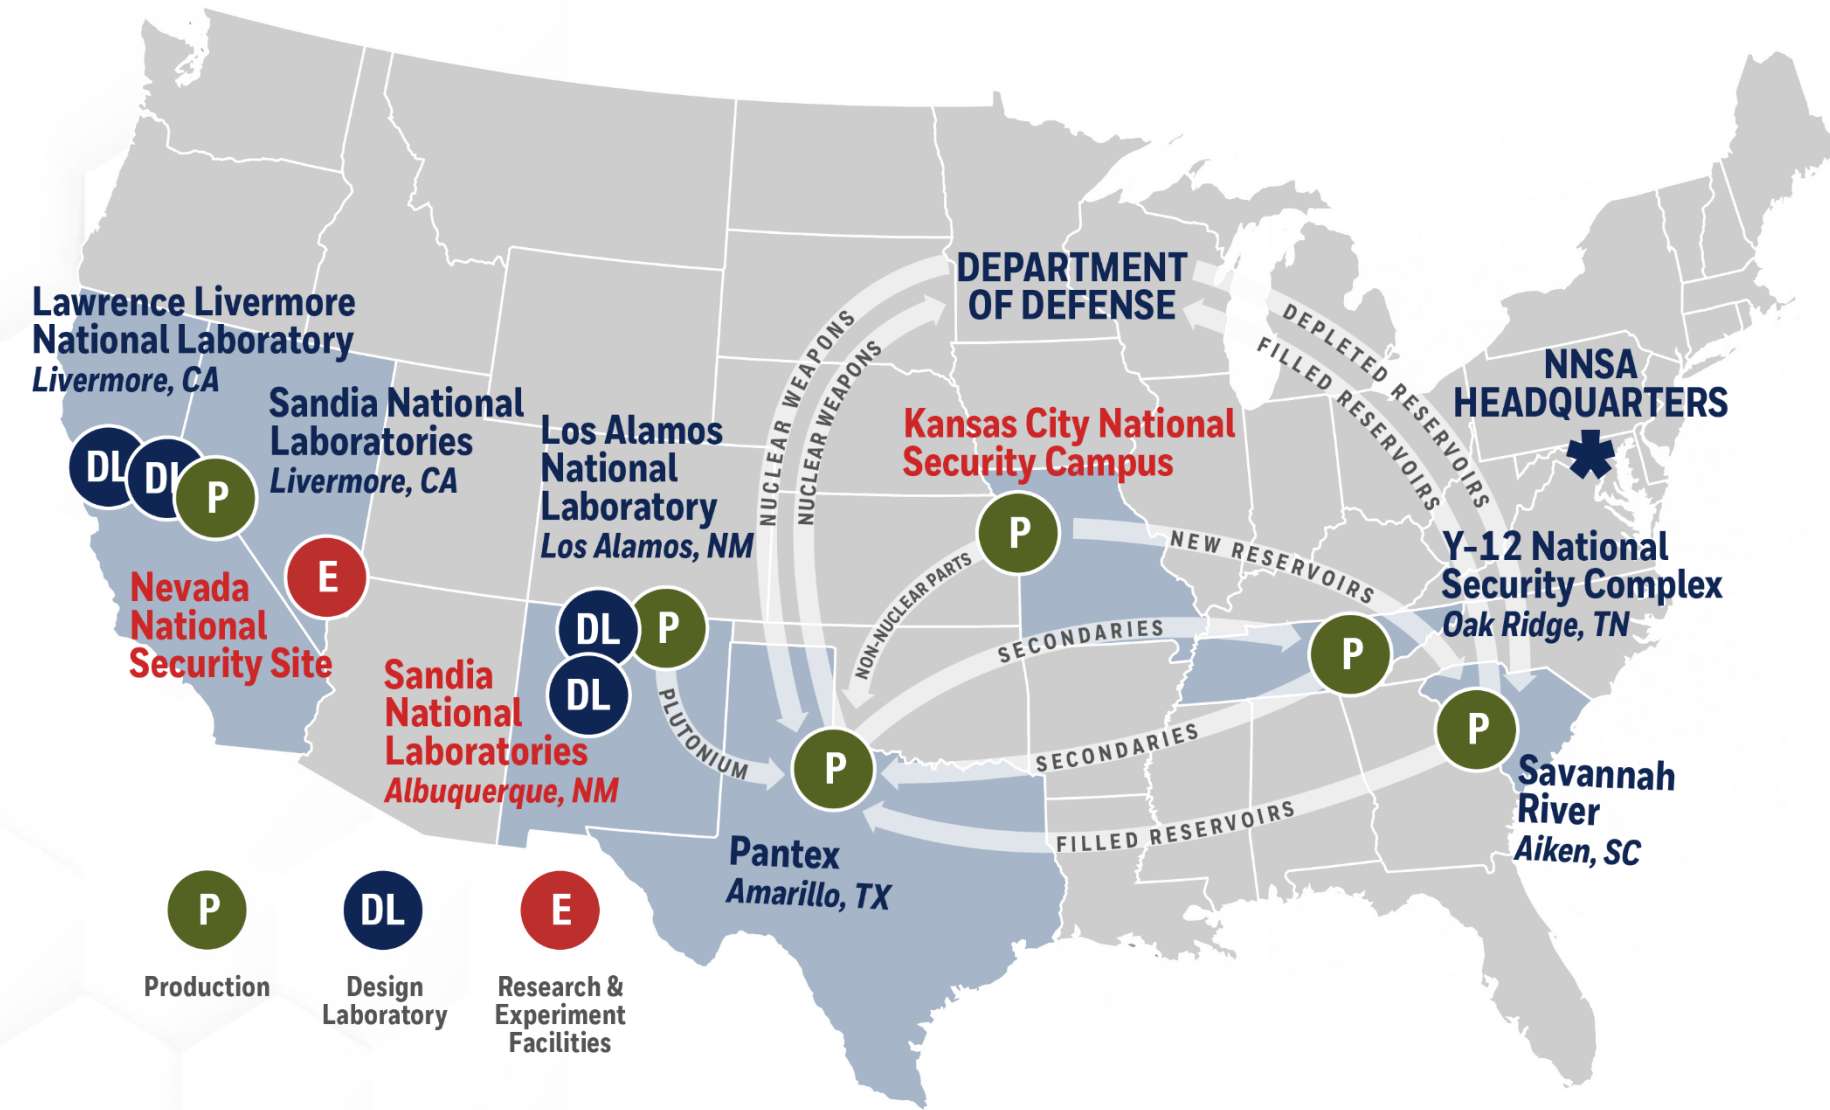 DEPARTMENT
OF DEFENSE
Lawrence Livermore
National Laboratory
Livermore, CA
Sandia National
Laboratories
Livermore, CA
Los Alamos
National
Laboratory
Los Alamos, NM
Kansas City National
Security Campus
NNSA
HEADQUARTERS
Y-12 National
Security Complex
Oak Ridge, TN
Nevada
National
Security Site
Sandia
National
Laboratories
Albuquerque, NM
Pantex
Amarillo, TX
Savannah
River
Aiken, SC
NUCLEAR WEAPONS
NUCLEAR WEAPONS
DEPLETED RESERVOIRS
FILLED RESERVOIRS
NEW RESERVOIRS
NON-NUCLEAR PARTS
SECONDARIES
SECONDARIES
FILLED RESERVOIRS
PLUTONIUM
DL
DL
P
E
DL
P
DL
P
P
P
P
P
DL
E
Production
Design
Laboratory
Research &
Experiment
Facilities